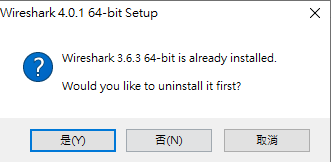 Wireshark 4.0.1 64-bit Setup
Wireshark 3.6.3 64-bit is already installed.
Would you like to uninstall it first?
是(Y)
否(N)
取消